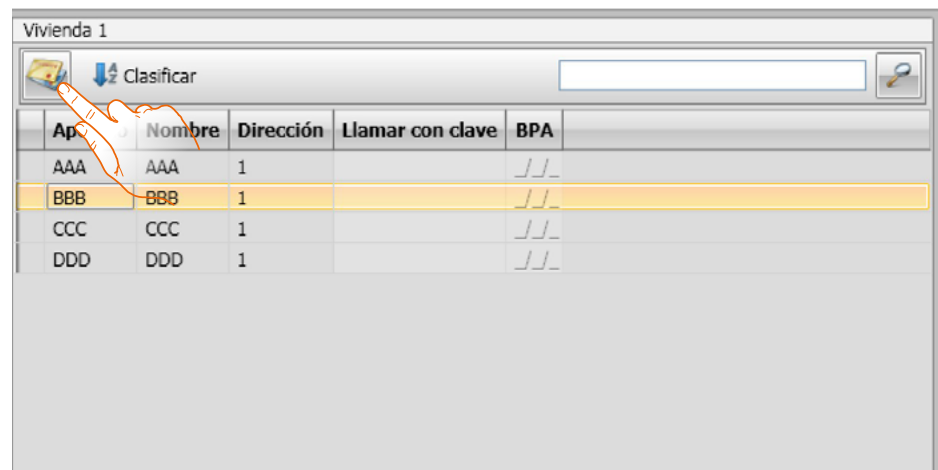 Vivienda 1
Clasificar
Nombre Dirección Llamar con clave BPA
AAA AAA 1 _/_/_
BBB BBB 1 _/_/_
CCC CCC 1 _/_/_
DDD DDD 1 _/_/_